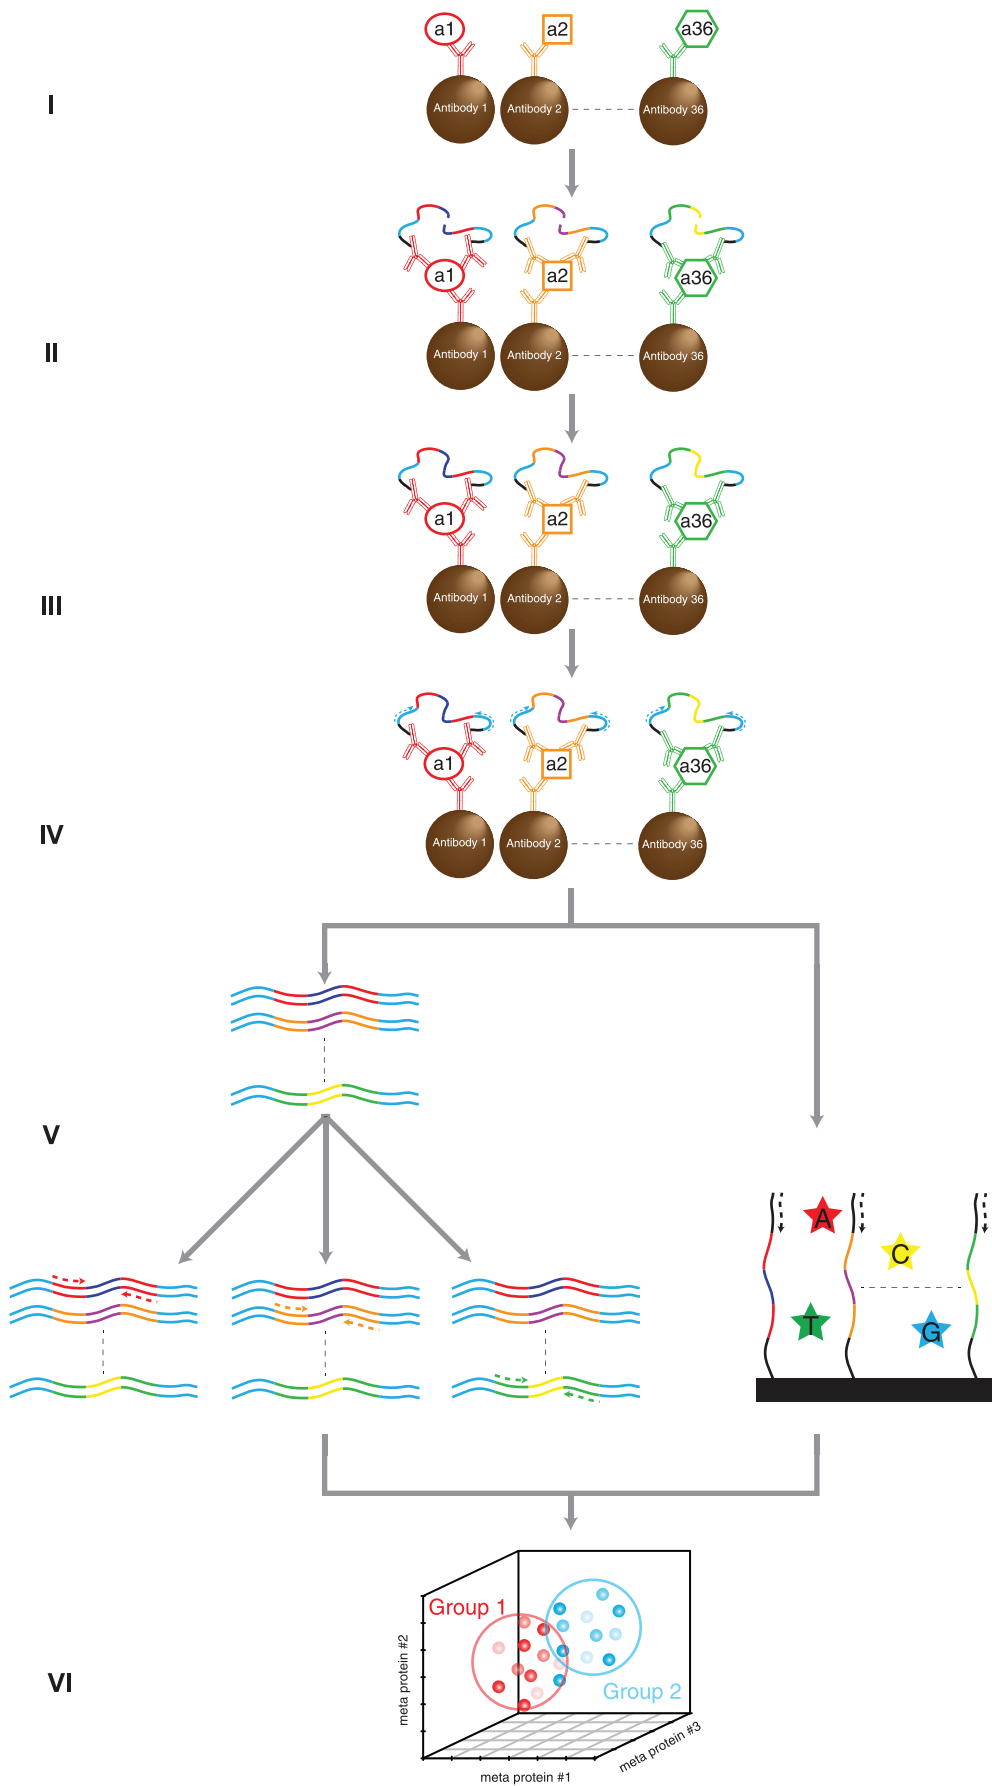 a1 a2 a36
I Antibody 1 Antibody 2 Antibody 36
a1 a2 a36
II Antibody 1 Antibody 2 Antibody 36
a1 a2 a36
III Antibody 1 Antibody 2 Antibody 36
a1 a2 a36
IV Antibody 1 Antibody 2 Antibody 36
V
A
C
T
G
VI
Group 1
Group 2
meta protein #2
meta protein #3
meta protein #1